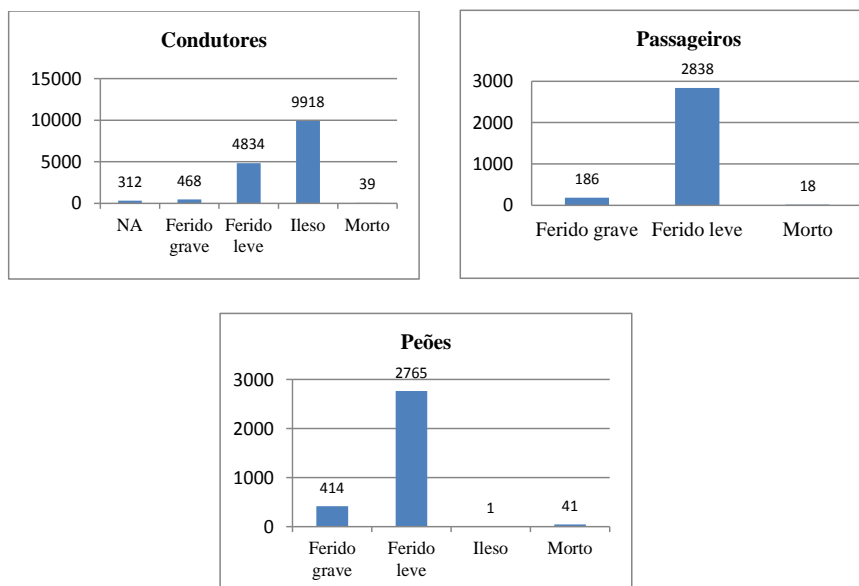 Condutores
15000
10000
5000
0
312
468
4834
9918
39
NA
Ferido grave
Ferido leve
Ileso
Morto
Passageiros
3000
2000
1000
0
186
2838
18
Ferido grave
Ferido leve
Morto
Peões
3000
2000
1000
0
414
2765
1
41
Ferido grave
Ferido leve
Ileso
Morto